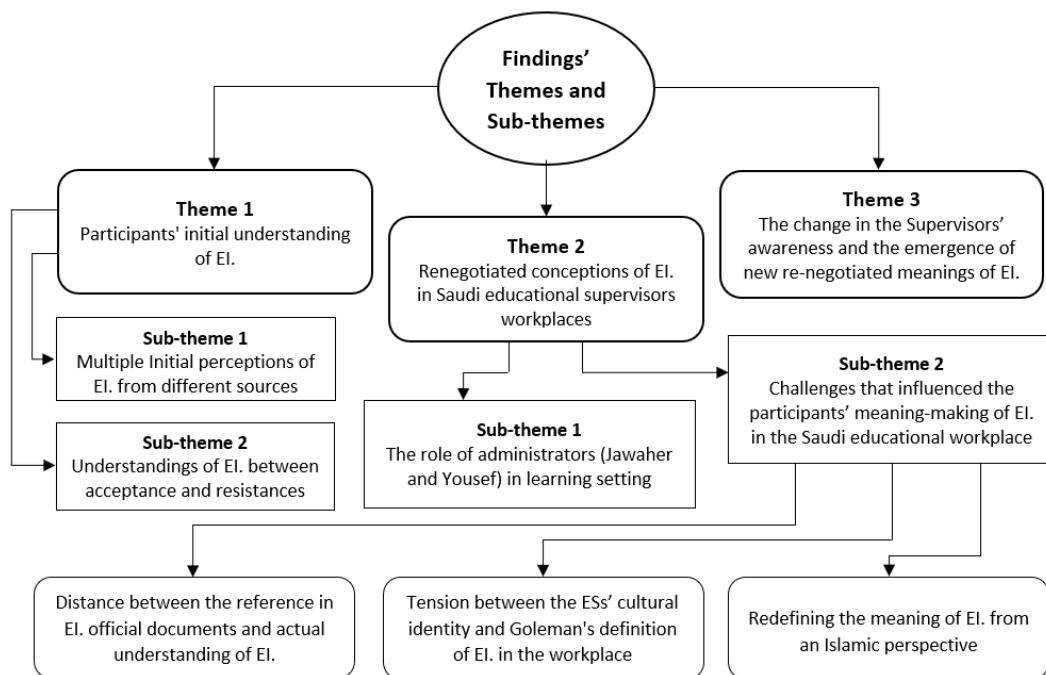 Findings’
Themes and
Sub-themes
Theme 1
Participants' initial understanding
of EI.
Theme 2
Renegotiated conceptions of EI.
in Saudi educational supervisors
workplaces
Theme 3
The change in the Supervisors’
awareness and the emergence of
new re-negotiated meanings of EI.
Sub-theme 1
Multiple Initial perceptions of
EI. from different sources
Sub-theme 2
Understandings of EI. between
acceptance and resistances
Sub-theme 1
The role of administrators (Jawaher
and Yousef) in learning setting
Sub-theme 2
Challenges that influenced the
participants’ meaning-making of EI.
in the Saudi educational workplace
Distance between the reference in
EI. official documents and actual
understanding of EI.
Tension between the ESs’ cultural
identity and Goleman's definition
of EI. in the workplace
Redefining the meaning of EI. from
an Islamic perspective